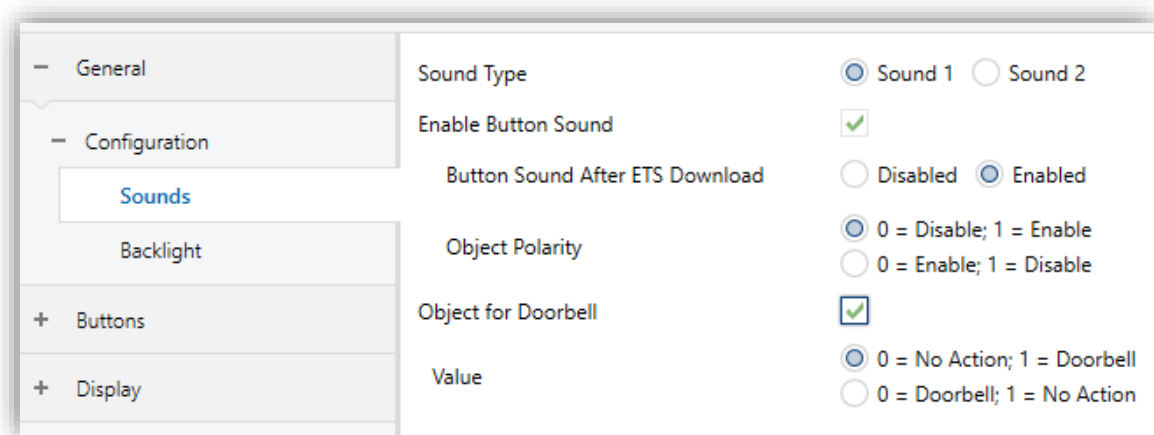 − General
− Configuration
Sounds
Backlight
+ Buttons
+ Display
Sound Type Sound 1 Sound 2
Enable Button Sound
Button Sound After ETS Download Disabled Enabled
Object Polarity 0 = Disable; 1 = Enable
0 = Enable; 1 = Disable
Object for Doorbell
Value 0 = No Action; 1 = Doorbell
0 = Doorbell; 1 = No Action